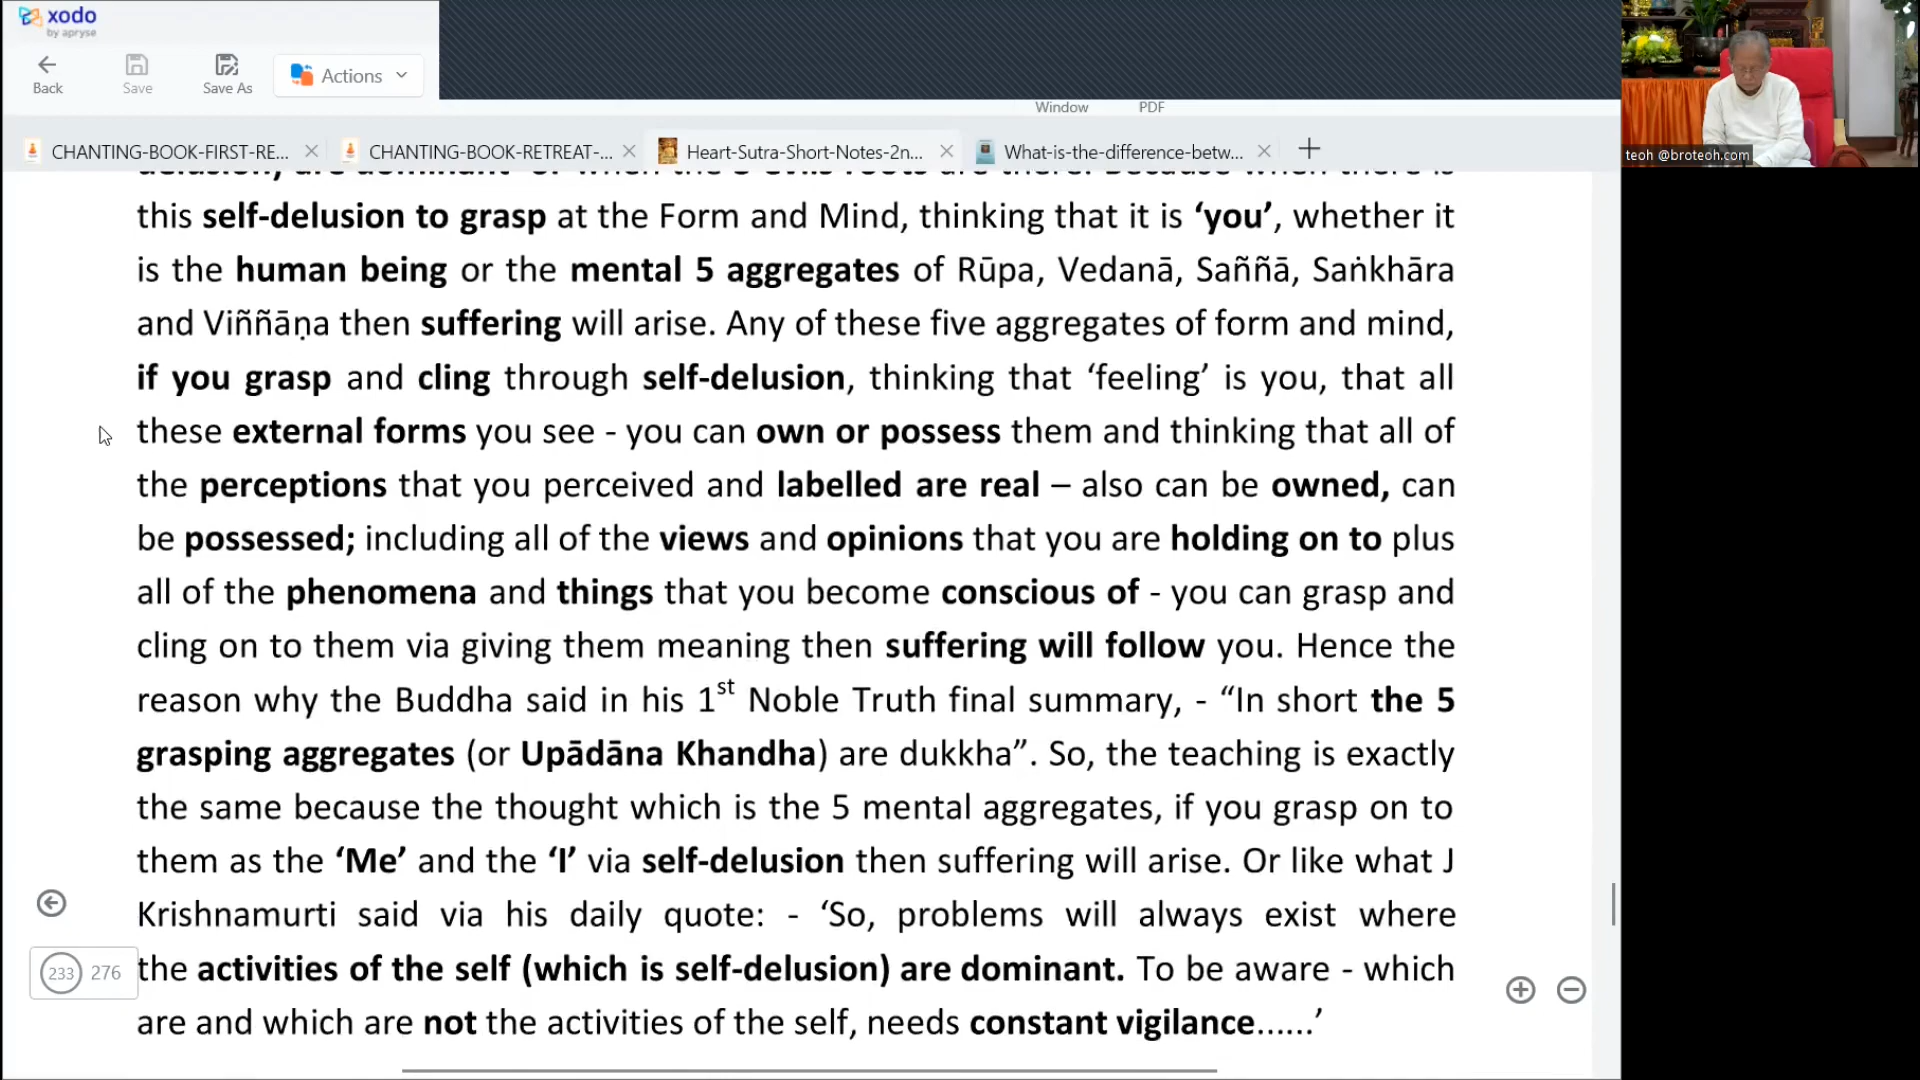 xodo
by apryse
Back
Save
Save As
Actions
Window
PDF
CHANTING-BOOK-FIRST-RE...
CHANTING-BOOK-RETREAT-...
Heart-Sutra-Short-Notes-2n...
What-is-the-difference-betw...
teoh @broteoh.com
this self-delusion to grasp at the Form and Mind, thinking that it is ‘you’, whether it
is the human being or the mental 5 aggregates of Rūpa, Vedanā, Saññā, Saṅkhāra
and Viññāṇa then suffering will arise. Any of these five aggregates of form and mind,
if you grasp and cling through self-delusion, thinking that ‘feeling’ is you, that all
these external forms you see - you can own or possess them and thinking that all of
the perceptions that you perceived and labelled are real – also can be owned, can
be possessed; including all of the views and opinions that you are holding on to plus
all of the phenomena and things that you become conscious of - you can grasp and
cling on to them via giving them meaning then suffering will follow you. Hence the
reason why the Buddha said in his 1st Noble Truth final summary, - “In short the 5
grasping aggregates (or Upādāna Khandha) are dukkha”. So, the teaching is exactly
the same because the thought which is the 5 mental aggregates, if you grasp on to
them as the ‘Me’ and the ‘I’ via self-delusion then suffering will arise. Or like what J
Krishnamurti said via his daily quote: - ‘So, problems will always exist where
the activities of the self (which is self-delusion) are dominant. To be aware - which
are and which are not the activities of the self, needs constant vigilance......’
233 276